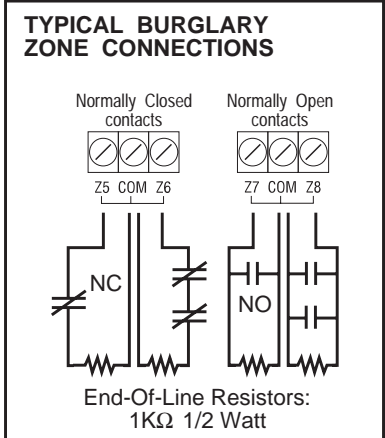 TYPICAL BURGLARY
ZONE CONNECTIONS
Normally Closed
contacts
Normally Open
contacts
Z5 COM Z6
Z7 COM Z8
NC
NO
End-Of-Line Resistors:
1KΩ 1/2 Watt